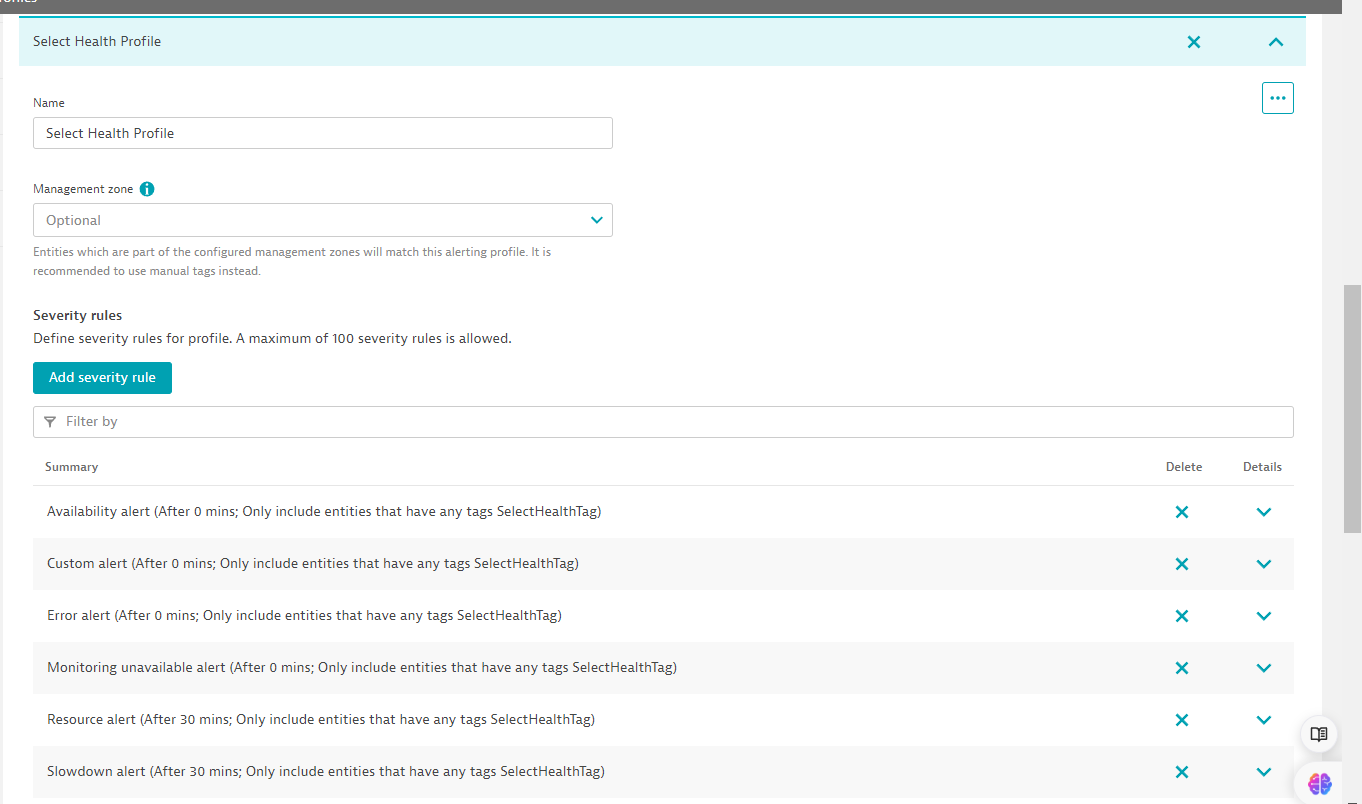 Select Health Profile
Name
Select Health Profile
Management zone
Optional
Entities which are part of the configured management zones will match this alerting profile. It is
recommended to use manual tags instead.
Severity rules
Define severity rules for profile. A maximum of 100 severity rules is allowed.
Add severity rule
Filter by
Summary Delete Details
Availability alert (After 0 mins; Only include entities that have any tags SelectHealthTag)
Custom alert (After 0 mins; Only include entities that have any tags SelectHealthTag)
Error alert (After 0 mins; Only include entities that have any tags SelectHealthTag)
Monitoring unavailable alert (After 0 mins; Only include entities that have any tags SelectHealthTag)
Resource alert (After 30 mins; Only include entities that have any tags SelectHealthTag)
Slowdown alert (After 30 mins; Only include entities that have any tags SelectHealthTag)